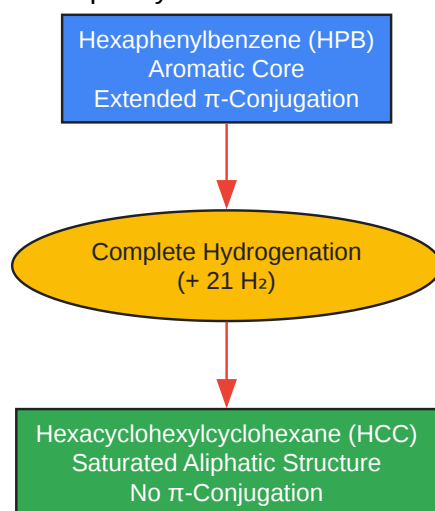 Hexaphenylbenzene (HPB)
Aromatic Core
Extended π-Conjugation
Complete Hydrogenation
(+ 21 H₂)
Hexacyclohexylcyclohexane (HCC)
Saturated Aliphatic Structure
No π-Conjugation